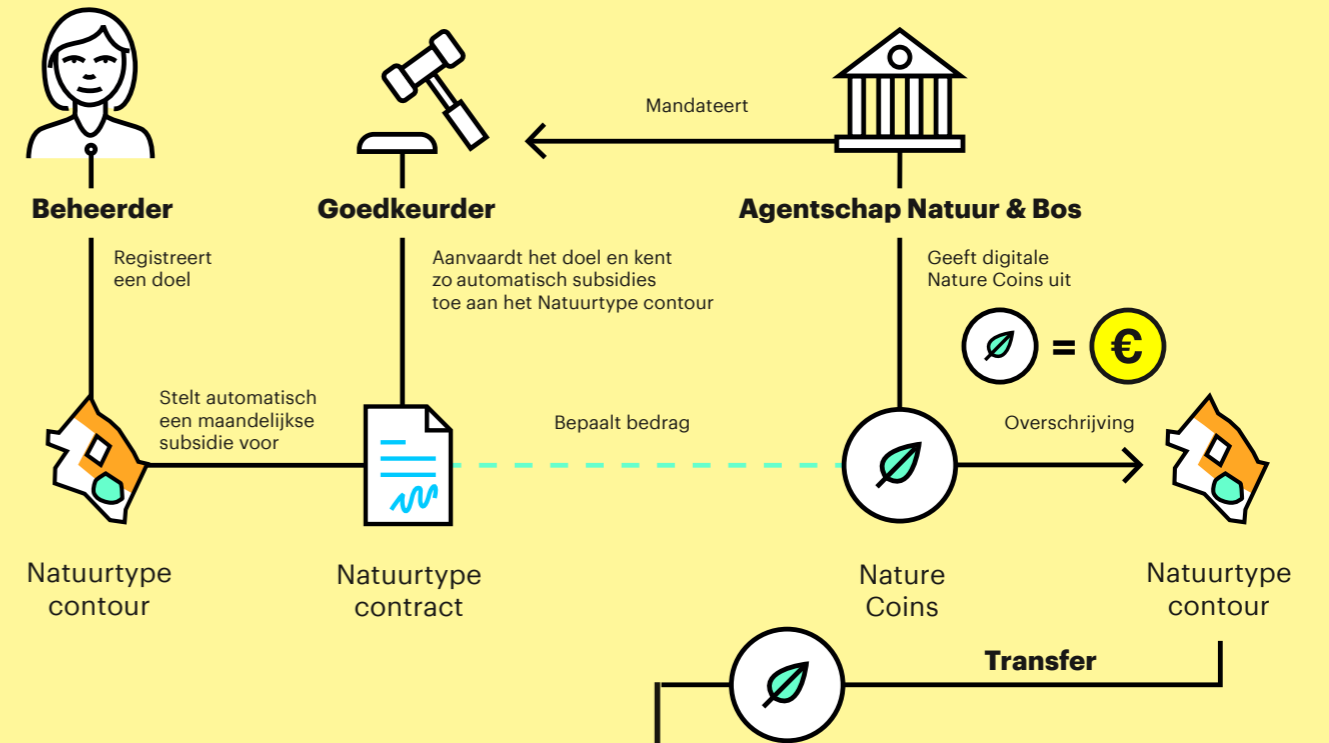 Mandateert
Beheerder
Goedkeurder
Agentschap Natuur & Bos
Registreert
een doel
Aanvaardt het doel en kent
zo automatisch subsidies
toe aan het Natuurtype contour
Geeft digitale
Nature Coins uit
= €
Stelt automatisch
een maandelijkse
subsidie voor
Bepaalt bedrag
Overschrijving
Natuurtype
contour
Natuurtype
contract
Nature
Coins
Natuurtype
contour
Transfer